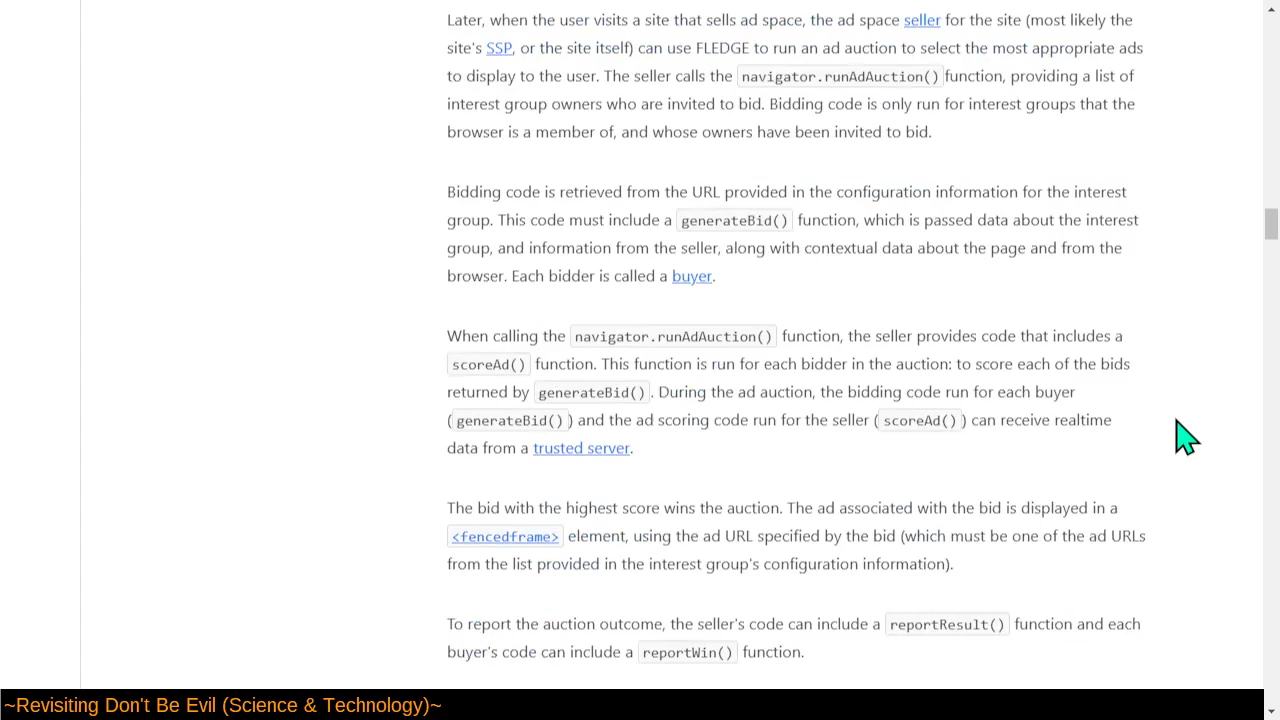 Later, when the user visits a site that sells ad space, the ad space seller for the site (most likely the
site's SSP, or the site itself) can use FLEDGE to run an ad auction to select the most appropriate ads
to display to the user. The seller calls the navigator.runAdAuction() function, providing a list of
interest group owners who are invited to bid. Bidding code is only run for interest groups that the
browser is a member of, and whose owners have been invited to bid.
Bidding code is retrieved from the URL provided in the configuration information for the interest
group. This code must include a generateBid() function, which is passed data about the interest
group, and information from the seller, along with contextual data about the page and from the
browser. Each bidder is called a buyer.
When calling the navigator.runAdAuction() function, the seller provides code that includes a
scoreAd() function. This function is run for each bidder in the auction: to score each of the bids
returned by generateBid(). During the ad auction, the bidding code run for each buyer
(generateBid()) and the ad scoring code run for the seller (scoreAd()) can receive realtime
data from a trusted server.
The bid with the highest score wins the auction. The ad associated with the bid is displayed in a
<fencedframe> element, using the ad URL specified by the bid (which must be one of the ad URLs
from the list provided in the interest group's configuration information).
To report the auction outcome, the seller's code can include a reportResult() function and each
buyer's code can include a reportWin() function.
~Revisiting Don't Be Evil (Science & Technology)~